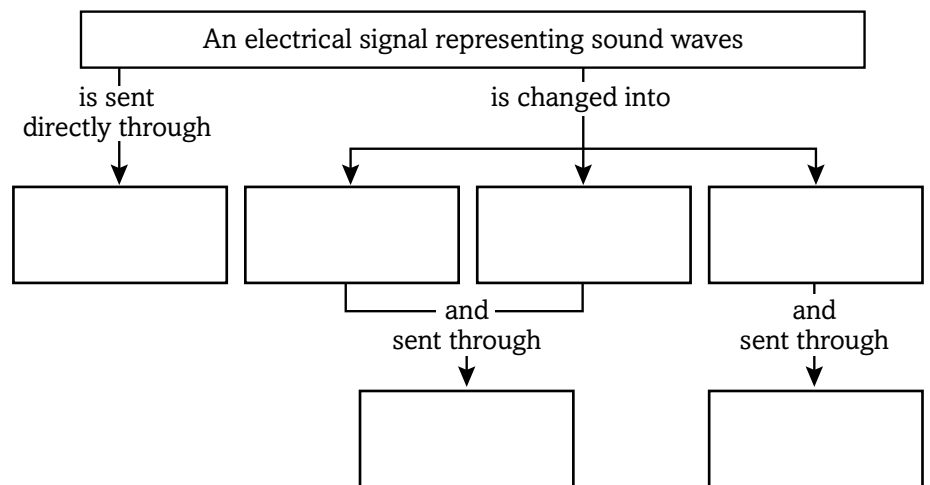 An electrical signal representing sound waves
is sent
directly through
is changed into
and
sent through
and
sent through